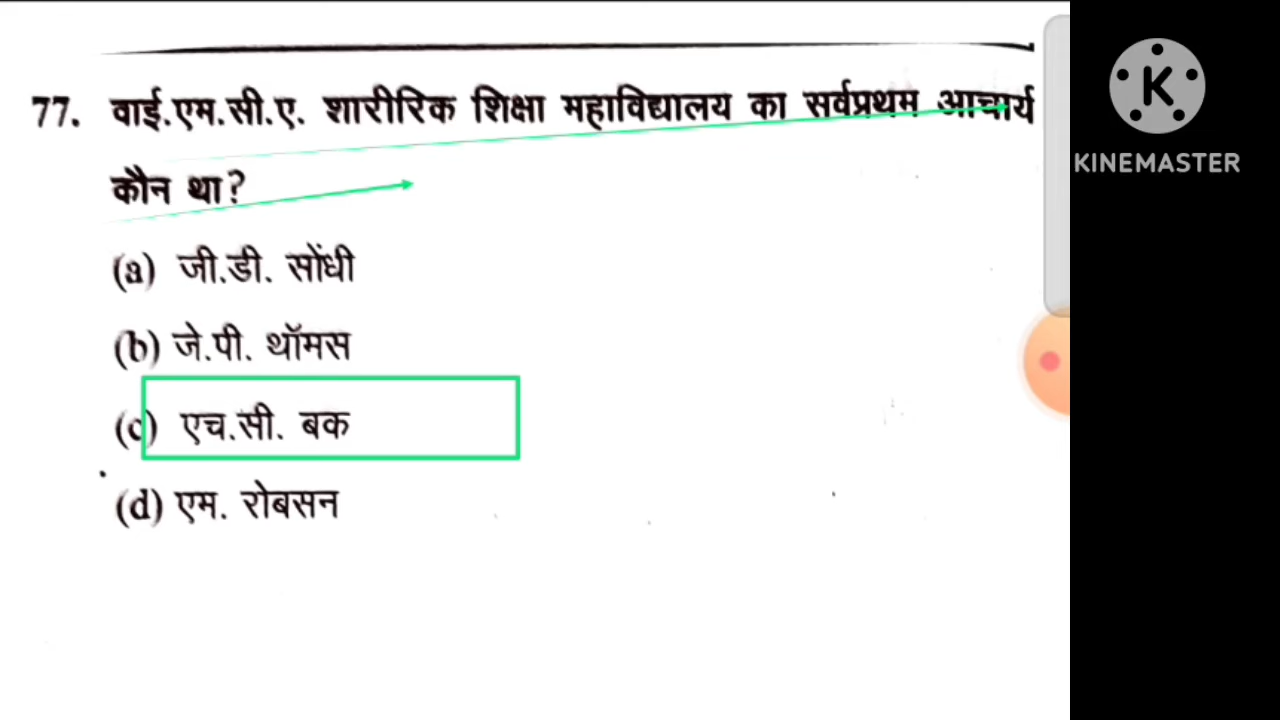 77. वाई.एम.सी.ए. शारीरिक शिक्षा महाविद्यालय का सर्वप्रथम आचार्य
कौन था?
(a) जी.डी. सोंधी
(b) जे.पी. थॉमस
(c) एच.सी. बक
(d) एम. रोबसन
K
KINEMASTER